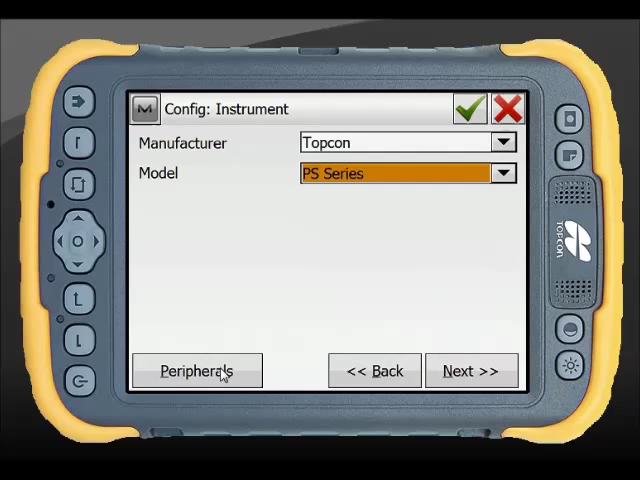 Config: Instrument
Manufacturer
Topcon
Model
PS Series
Peripherals
<< Back
Next >>
TOPCON